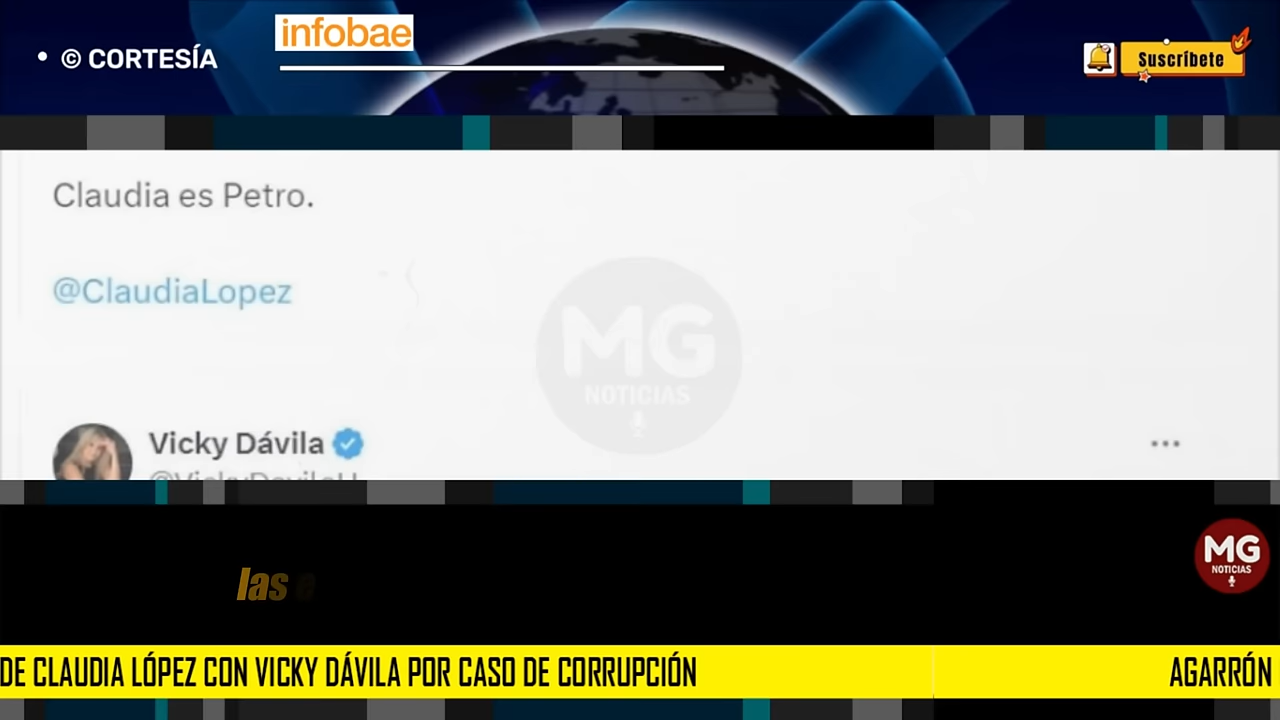 infobae
© CORTESÍA
Suscríbete
Claudia es Petro.
@ClaudiaLopez
MG
NOTICIAS
Vicky Dávila
las
MG
NOTICIAS
DE CLAUDIA LÓPEZ CON VICKY DÁVILA POR CASO DE CORRUPCIÓN
AGARRÓN